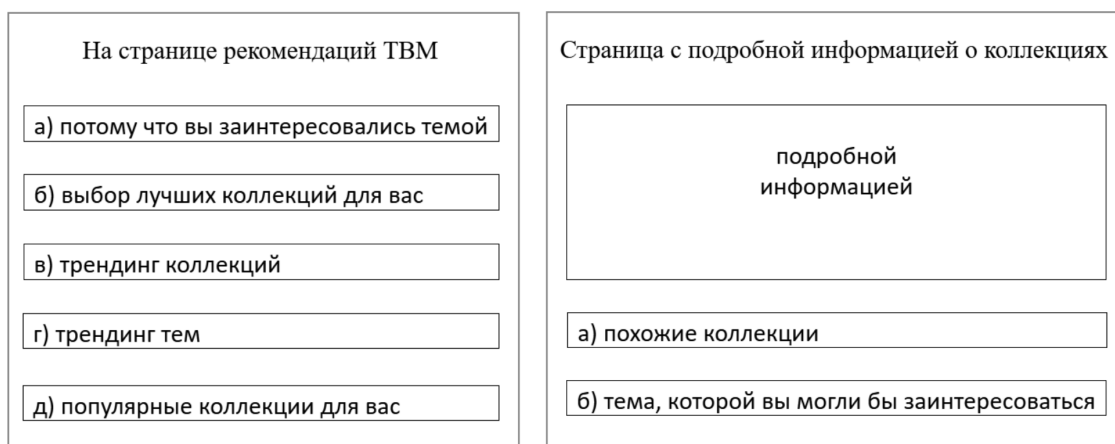 На странице рекомендаций ТВМ
а) потому что вы заинтересовались темой
б) выбор лучших коллекций для вас
в) трендинг коллекций
г) трендинг тем
д) популярные коллекции для вас
Страница с подробной информацией о коллекциях
подробной
информацией
а) похожие коллекции
б) тема, которой вы могли бы заинтересоваться